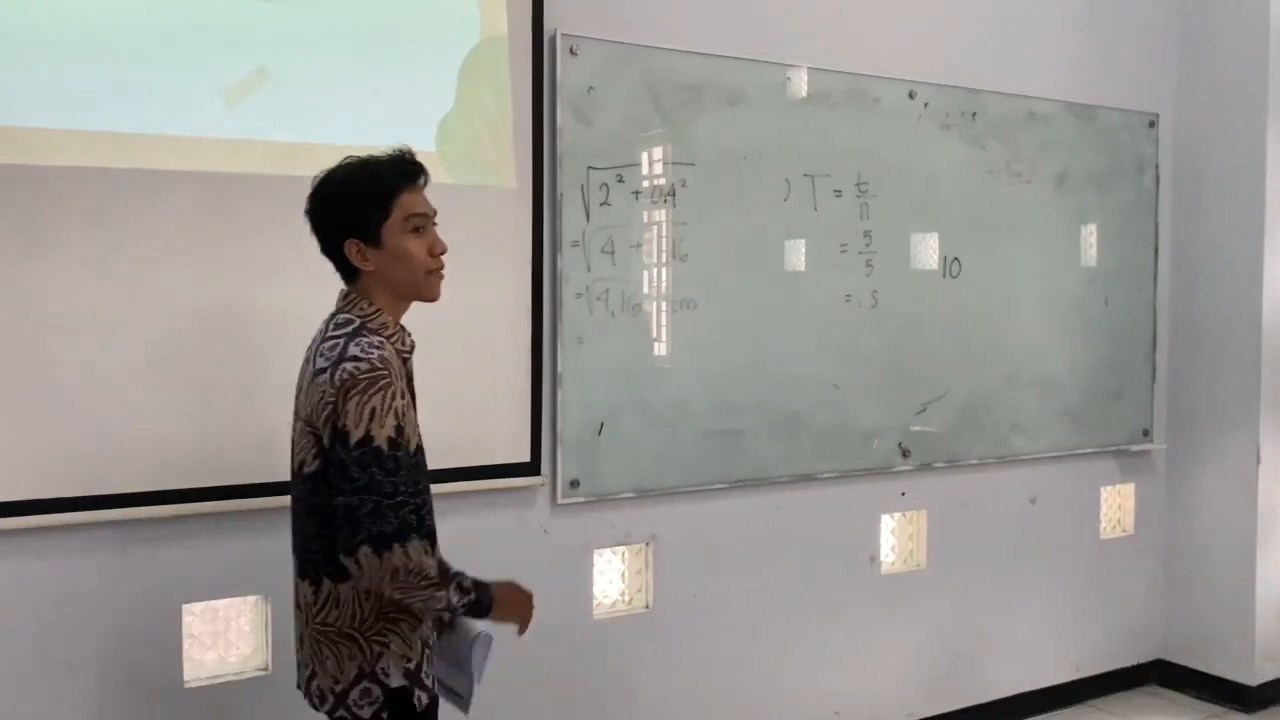 √2² + 0.4²
= √4 + 0.16
= √4,16 cm
=
) T = t/n
= 5/5
= . 5
10